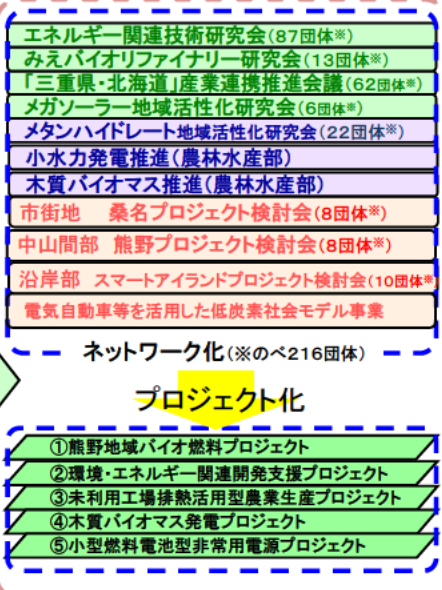 エネルギー関連技術研究会(87団体※)
みえバイオリファイナリー研究会(13団体※)
「三重県・北海道」産業連携推進会議(62団体※)
メガソーラー地域活性化研究会(6団体※)
メタンハイドレート地域活性化研究会(22団体※)
小水力発電推進(農林水産部)
木質バイオマス推進(農林水産部)
市街地 桑名プロジェクト検討会(8団体※)
中山間部 熊野プロジェクト検討会(8団体※)
沿岸部 スマートアイランドプロジェクト検討会(10団体※)
電気自動車等を活用した低炭素社会モデル事業
ネットワーク化(※のべ216団体)
プロジェクト化
①熊野地域バイオ燃料プロジェクト
②環境・エネルギー関連開発支援プロジェクト
③未利用工場排熱活用型農業生産プロジェクト
④木質バイオマス発電プロジェクト
⑤小型燃料電池型非常用電源プロジェクト